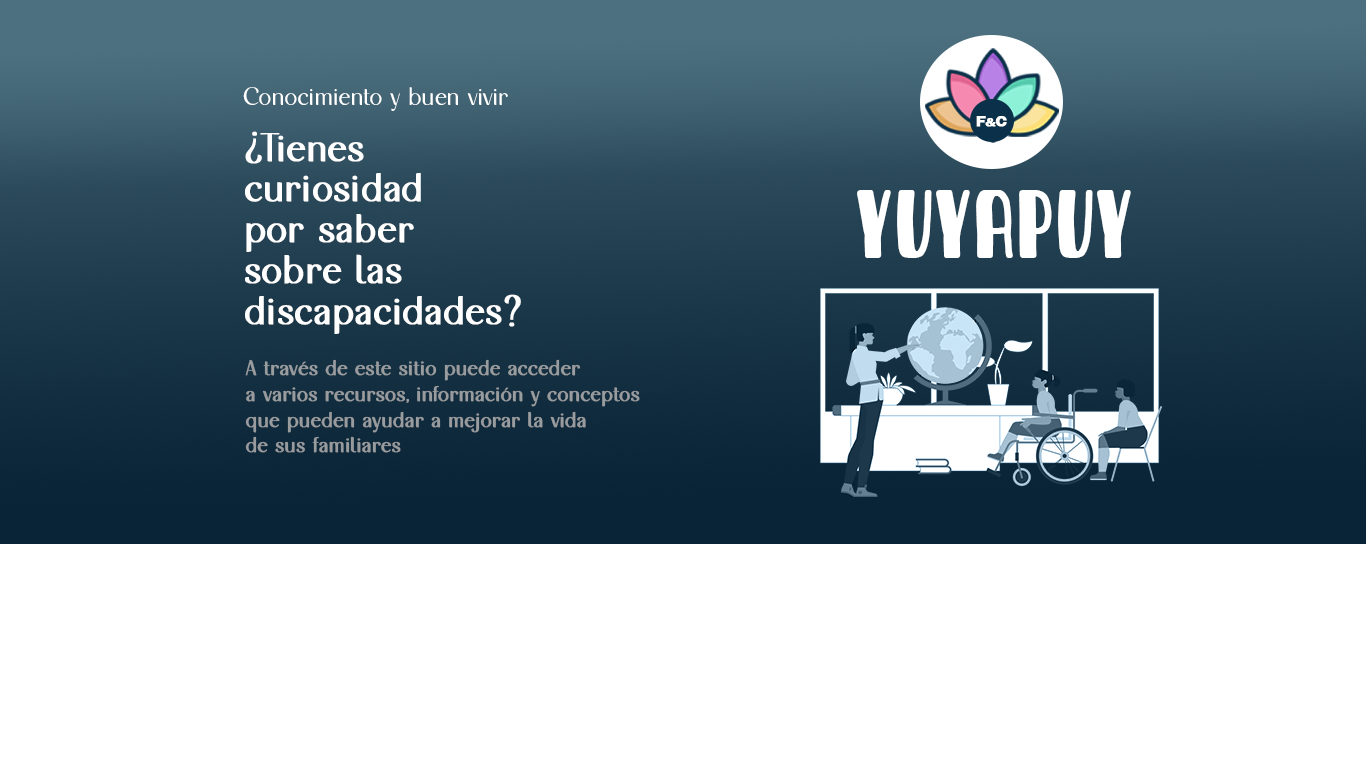 Conocimiento y buen vivir
¿Tienes
curiosidad
por saber
sobre las
discapacidades?
A través de este sitio puede acceder
a varios recursos, información y conceptos
que pueden ayudar a mejorar la vida
de sus familiares
F&C
YUYAPUY